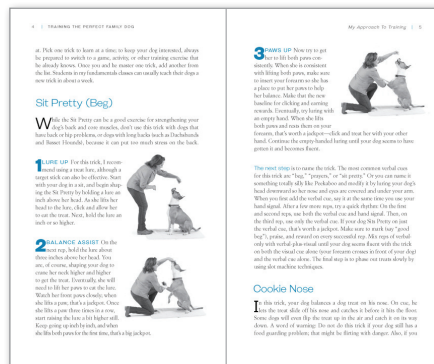 4 | TRAINING THE PERFECT FAMILY DOG
at. Pick one trick to learn at a time; to keep your dog interested, always
be prepared to switch to a game, activity, or other training exercise that
he already knows. Once you and he master one trick, add another from
the list. Students in my fundamentals classes can usually teach their dogs a
new trick in about a week.
Sit Pretty (Beg)
While the Sit Pretty can be a good exercise for strengthening your
dog's back and core muscles, don't use this trick with dogs that
have back or hip problems, or dogs with long backs (such as Dachshunds
and Basset Hounds), because it can put too much stress on the back.
1 LURE UP For this trick, I recom-
mend using a treat lure, although a
target stick can also be effective. Start
with your dog in a sit, and begin shap-
ing the Sit Pretty by holding a lure an
inch above her head. As she lifts her
head to the lure, click and allow her
to eat the treat. Next, hold the lure an
inch or so higher.
2 BALANCE ASSIST On the
next rep, hold the lure about
three inches above her head. You
are, of course, shaping your dog to
crane her neck higher and higher
to get the treat. Eventually, she will
need to lift her paws to eat the lure.
Watch her front paws closely; when
she lifts a paw, that's a jackpot. Once
she lifts a paw three times in a row,
start raising the lure a bit higher still.
Keep going up inch by inch, and when
she lifts both paws for the first time, that's a big jackpot.
My Approach To Training | 5
3 PAWS UP Now try to get
her to lift both paws con-
sistently. When she is consistent
with lifting both paws, make sure
to insert your forearm so she has
a place to put her paws to help
her balance. Make that the new
baseline for clicking and earning
rewards. Eventually, try luring with
an empty hand. When she lifts
both paws and rests them on your
forearm, that's worth a jackpot—click and treat her with your other
hand. Continue the empty-handed luring until your dog seems to have
gotten it and becomes fluent.
The next step is to name the trick. The most common verbal cues
for this trick are "beg," "prayers," or "sit pretty." Or you can name it
something totally silly like Peekaboo and modify it by luring your dog's
head downward so her nose and eyes are covered and under your arm.
When you first add the verbal cue, say it at the same time you use your
hand signal. After a few more reps, try a quick rhythm: On the first
and second reps, use both the verbal cue and hand signal. Then, on
the third rep, use only the verbal cue. If your dog Sits Pretty on just
the verbal cue, that's worth a jackpot. Make sure to mark (say "good
beg"), praise, and reward on every successful rep. Mix reps of verbal
only with verbal-plus-visual until your dog seems fluent with the trick
on both the visual cue alone (your forearm crosses in front of your dog)
and the verbal cue alone. The final step is to phase out treats slowly by
using slot machine techniques.
Cookie Nose
In this trick, your dog balances a dog treat on his nose. On cue, he
lets the treat slide off his nose and catches it before it hits the floor.
Some dogs will even flip the treat up in the air and catch it on its way
down. A word of warning: Do not do this trick if your dog still has a
food guarding problem; that might be flirting with danger. Also, if you